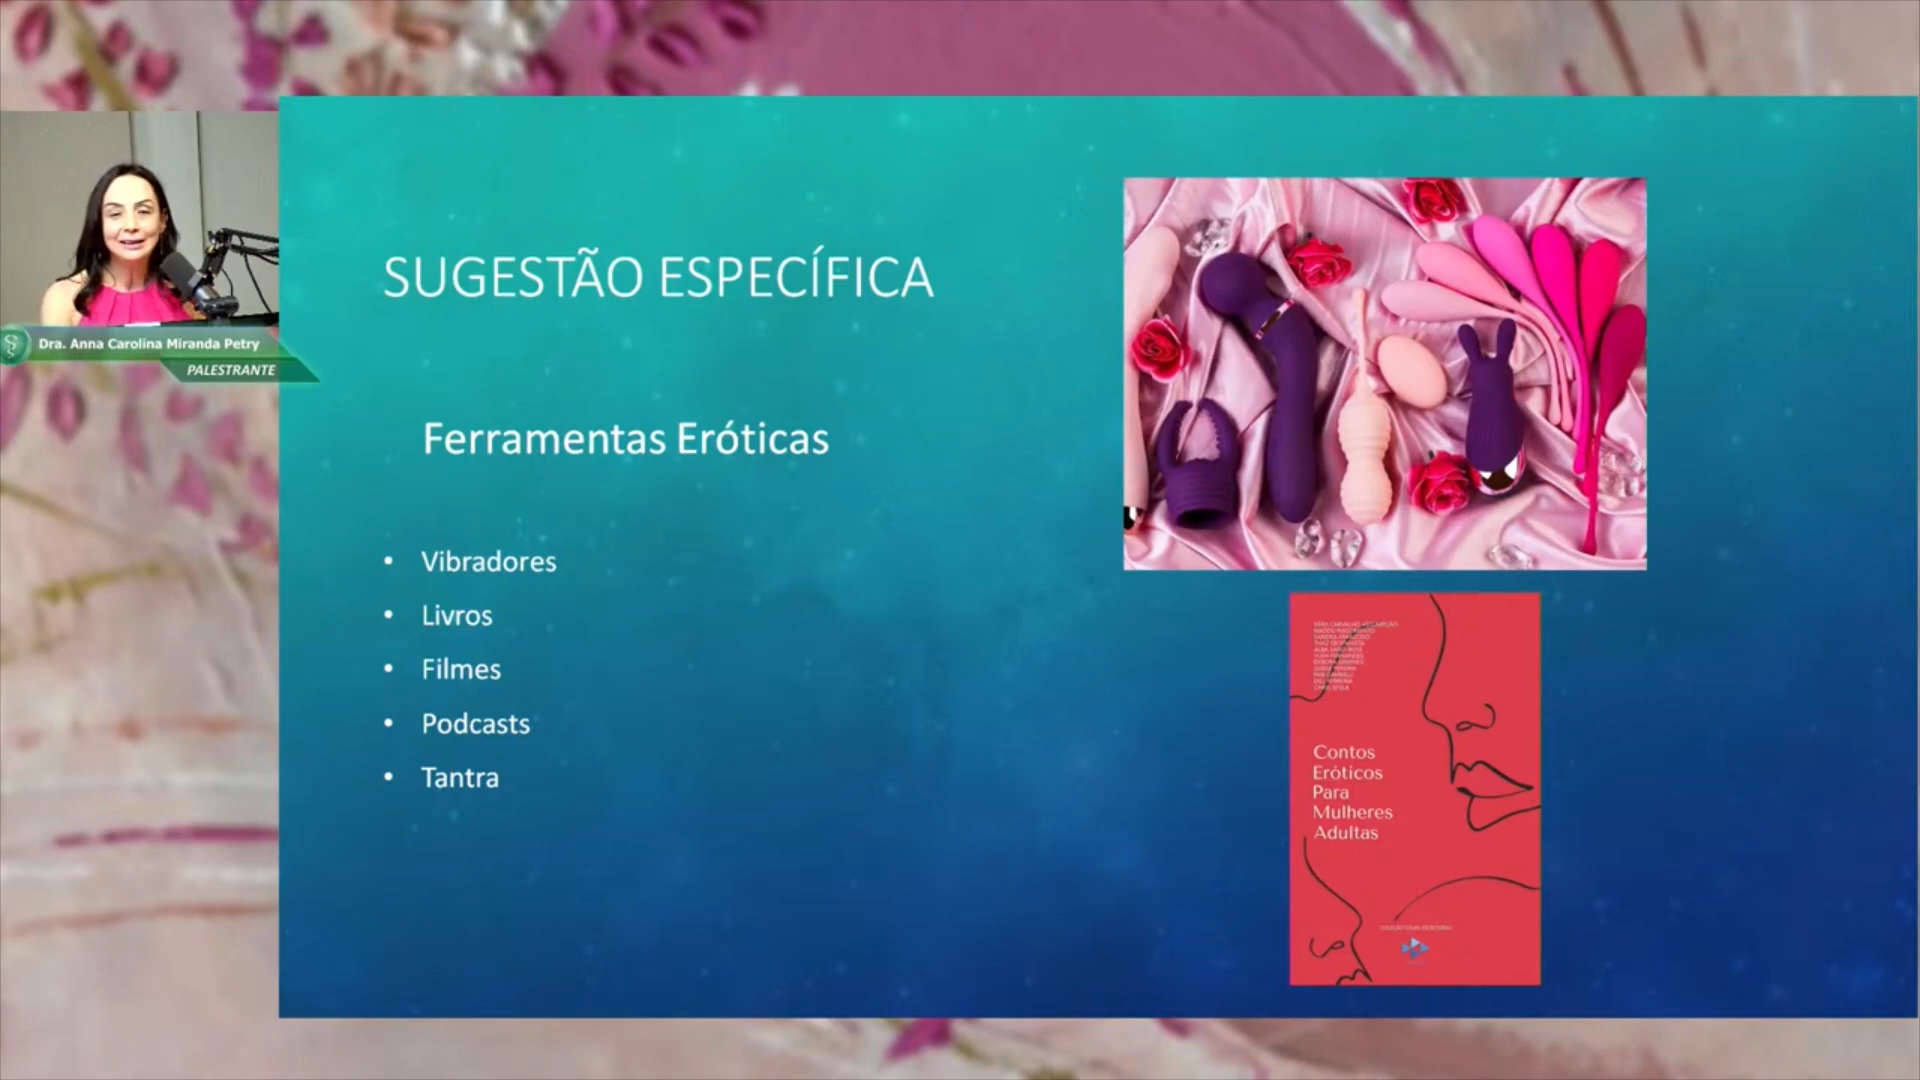 Dra. Anna Carolina Miranda Petry
PALESTRANTE
SUGESTÃO ESPECÍFICA
Ferramentas Eróticas
• Vibradores
• Livros
• Filmes
• Podcasts
• Tantra
Contos
Eróticos
Para
Mulheres
Adultas